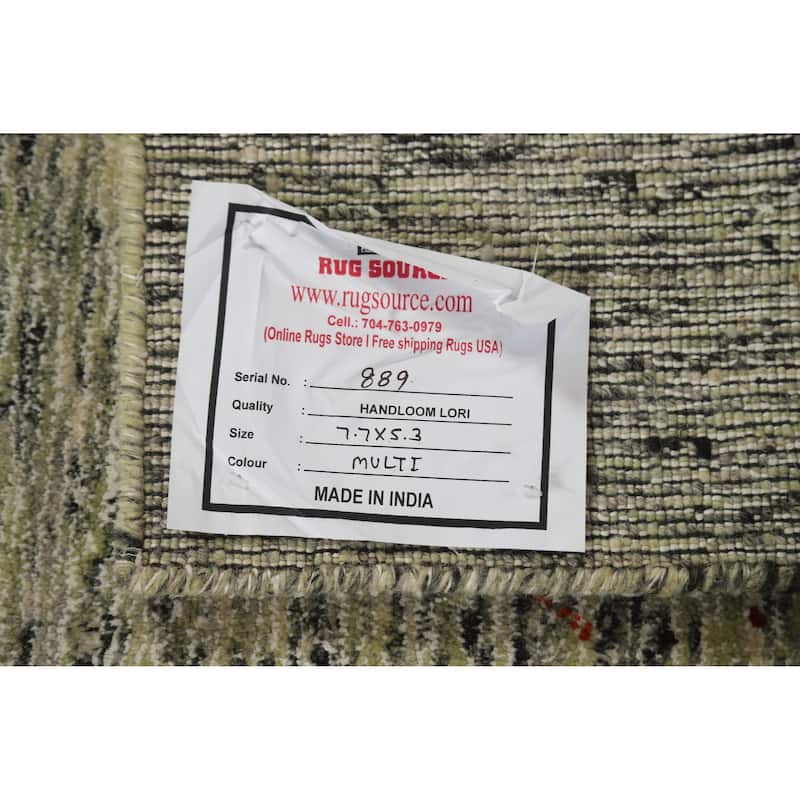 RUG
www.rugsource.com
Cell.: 704-763-0979
(Online Rugs Store I Free shipping Rugs USA)
Serial No. : 889.
Quality : HANDLOOM LORI
Size : 7.7X5.3
Colour : MULTI
MADE IN INDIA